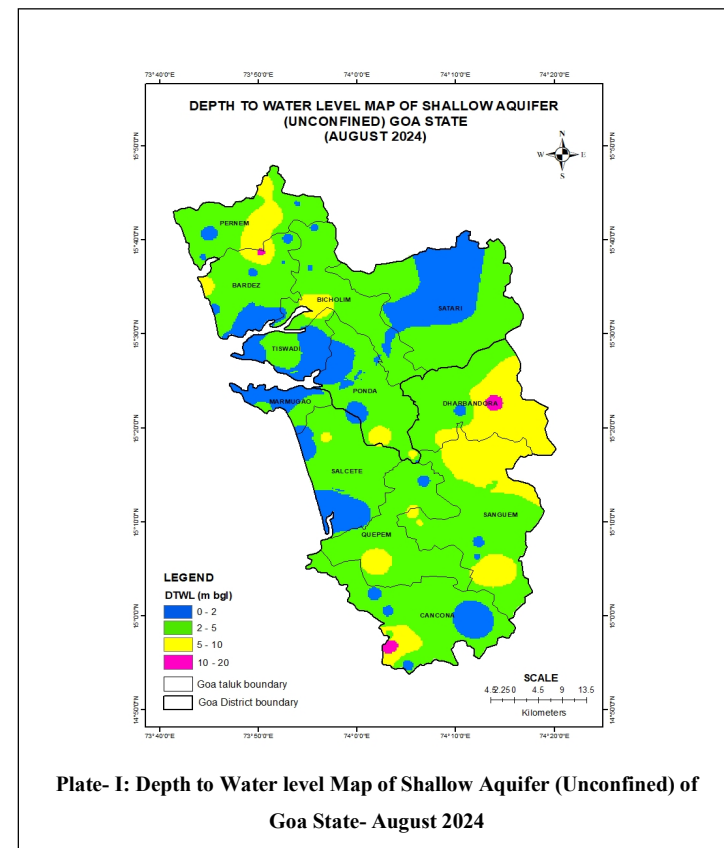 73°40'0"E 73°50'0"E 74°0'0"E 74°10'0"E 74°20'0"E
DEPTH TO WATER LEVEL MAP OF SHALLOW AQUIFER
(UNCONFINED) GOA STATE
(AUGUST 2024)
N
W E
S
15°50'0"N 15°50'0"N
PERNEM
15°40'0"N 15°40'0"N
BARDEZ
BICHOLIM
SATARI
15°30'0"N 15°30'0"N
TISWADI
PONDA
MARMUGAO
DHARBANDORA
15°20'0"N 15°20'0"N
SALCETE
SANGUEM
15°10'0"N 15°10'0"N
QUEPEM
CANCONA
15°0'0"N 15°0'0"N
LEGEND
DTWL (m bgl)
0 - 2
2 - 5
5 - 10
10 - 20
Goa taluk boundary
Goa District boundary
SCALE
4.5 2.25 0 4.5 9 13.5
Kilometers
14°50'0"N 14°50'0"N
73°40'0"E 73°50'0"E 74°0'0"E 74°10'0"E 74°20'0"E
Plate- I: Depth to Water level Map of Shallow Aquifer (Unconfined) of
Goa State- August 2024